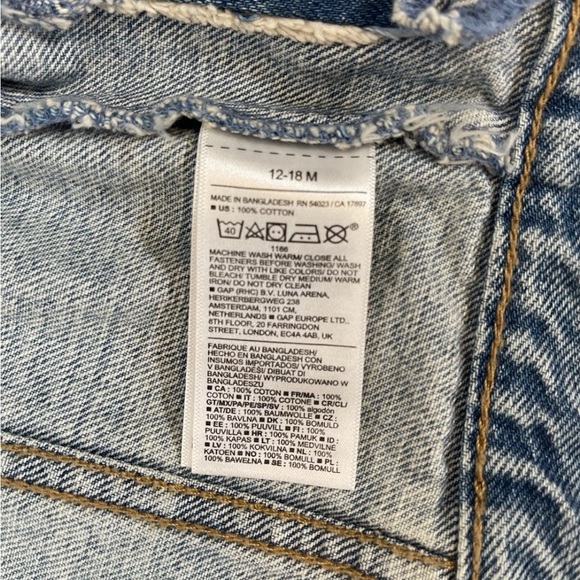 12-18 M
MADE IN BANGLADESH RN 54023 / CA 17897
■ US : 100% COTTON
40
1166
MACHINE WASH WARM/ CLOSE ALL
FASTENERS BEFORE WASHING/ WASH
AND DRY WITH LIKE COLORS/ DO NOT
BLEACH/ TUMBLE DRY MEDIUM/ WARM
IRON/ DO NOT DRY CLEAN
■ GAP (RHC) B.V. LUNA ARENA,
HERIKERBERGWEG 238
AMSTERDAM, 1101 CM,
NETHERLANDS ■ GAP EUROPE LTD.,
6TH FLOOR, 20 FARRINGDON
STREET, LONDON, EC4A 4AB, UK
FABRIQUE AU BANGLADESH/
HECHO EN BANGLADESH CON
INSUMOS IMPORTADOS/ VYROBENO
V BANGLADÉSI/ DIBUAT DI
BANGLADESH/ WYPRODUKOWANO W
BANGLADESZU
■ CA : 100% COTON ■ FR/MA : 100%
COTON ■ IT : 100% COTONE ■ CR/CL/
GT/MX/PA/PE/SP/SV : 100% algodón
■ AT/DE : 100% BAUMWOLLE ■ CZ :
100% BAVLNA ■ DK : 100% BOMULD
■ EE : 100% PUUVILL ■ FI : 100%
PUUVILLA ■ HR : 100% PAMUK ■ ID :
100% KAPAS ■ LT : 100% MEDVILNE
■ LV : 100% KOKVILNA ■ NL : 100%
KATOEN ■ NO : 100% BOMULL ■ PL :
100% BAWEŁNA ■ SE : 100% BOMULL